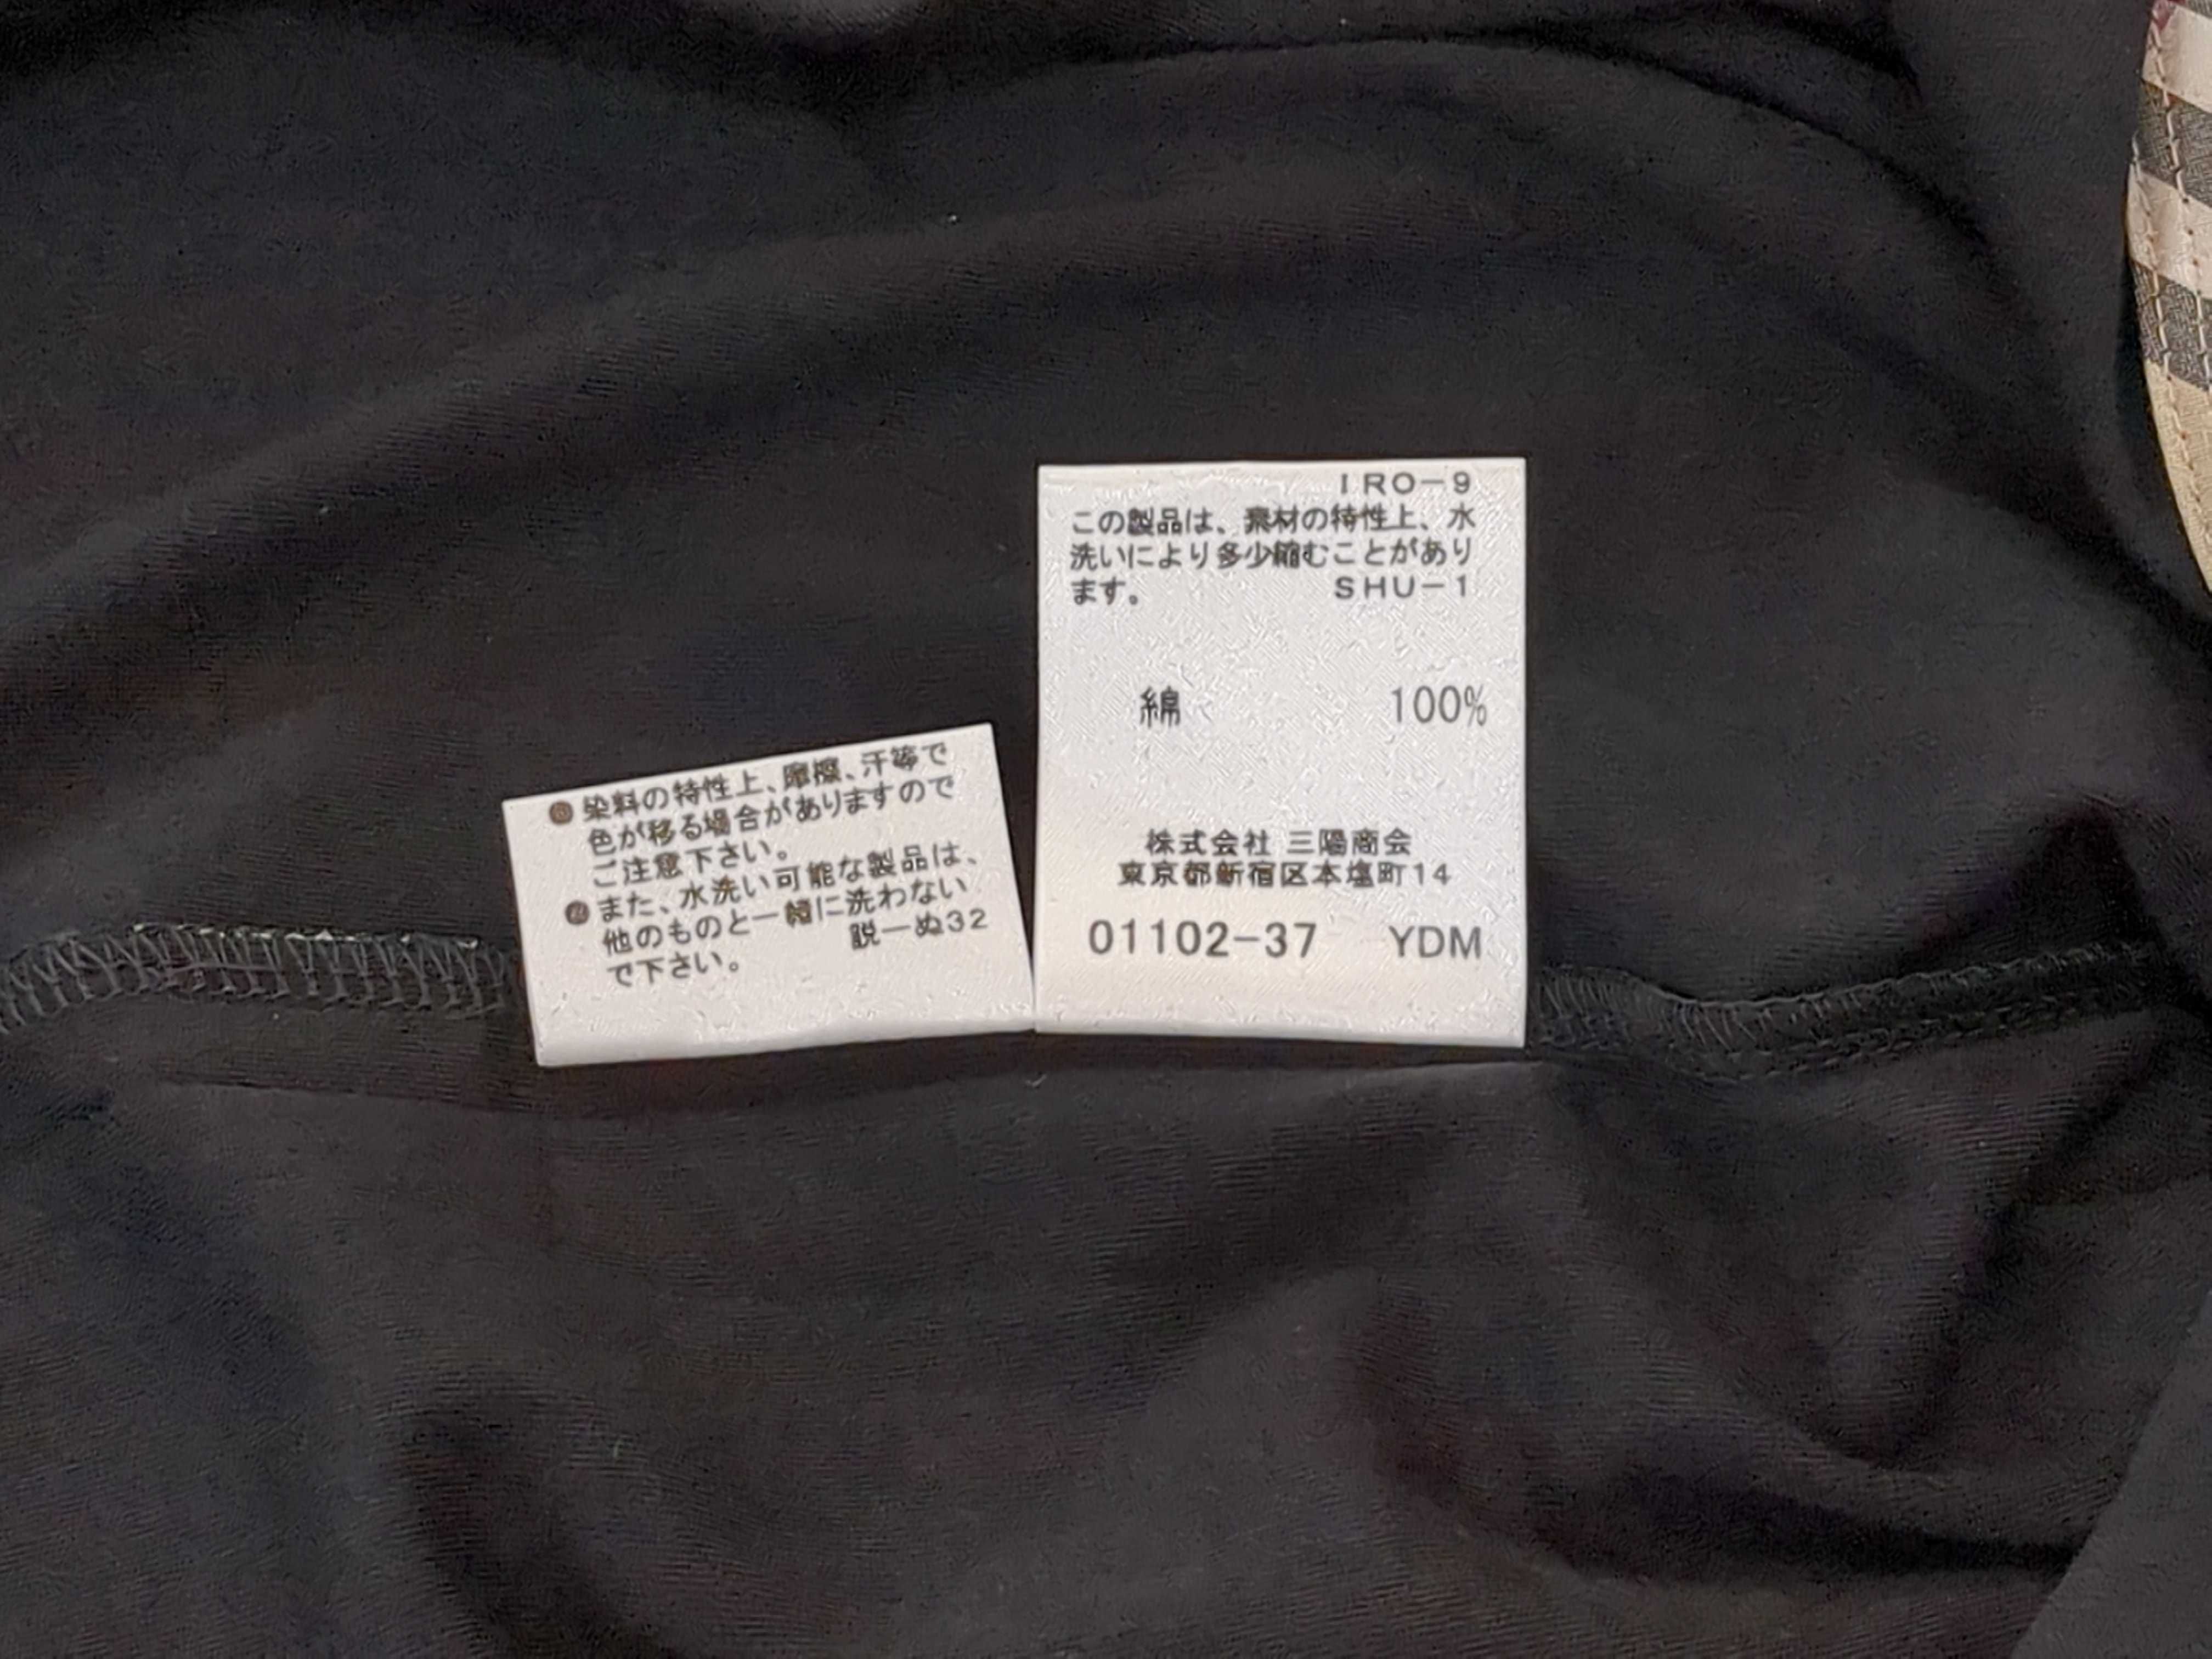 ●染料の特性上、摩擦、汗等で
色が移る場合がありますので
ご注意下さい。
●また、水洗い可能な製品は、
他のものと一緒に洗わない
で下さい。 説－ぬ32
IRO－9
この製品は、素材の特性上、水
洗いにより多少縮むことがあり
ます。 SHU－1
綿 100%
株式会社 三陽商会
東京都新宿区本塩町14
01102-37 YDM